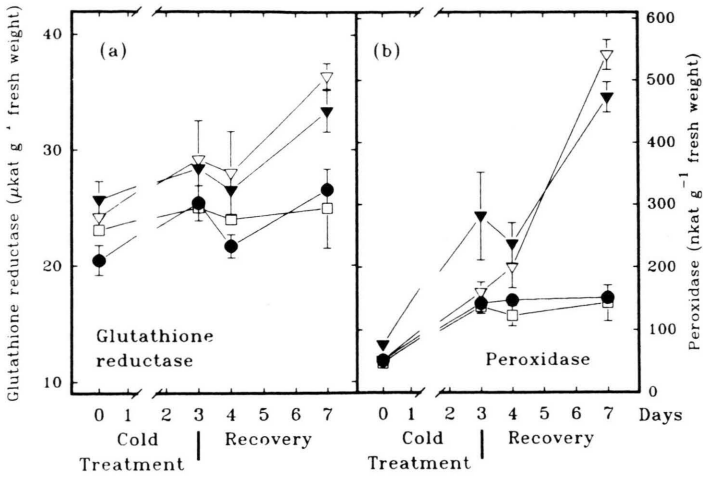 Glutathione reductase (μkat g⁻¹ fresh weight)
40
30
20
10
(a)
Glutathione
reductase
(b)
Peroxidase
600
500
400
300
200
100
0
Peroxidase (nkat g⁻¹ fresh weight)
0 1 2 3 4 5 6 7
0 1 2 3 4 5 6 7 Days
Cold
Treatment
Recovery
Cold
Treatment
Recovery